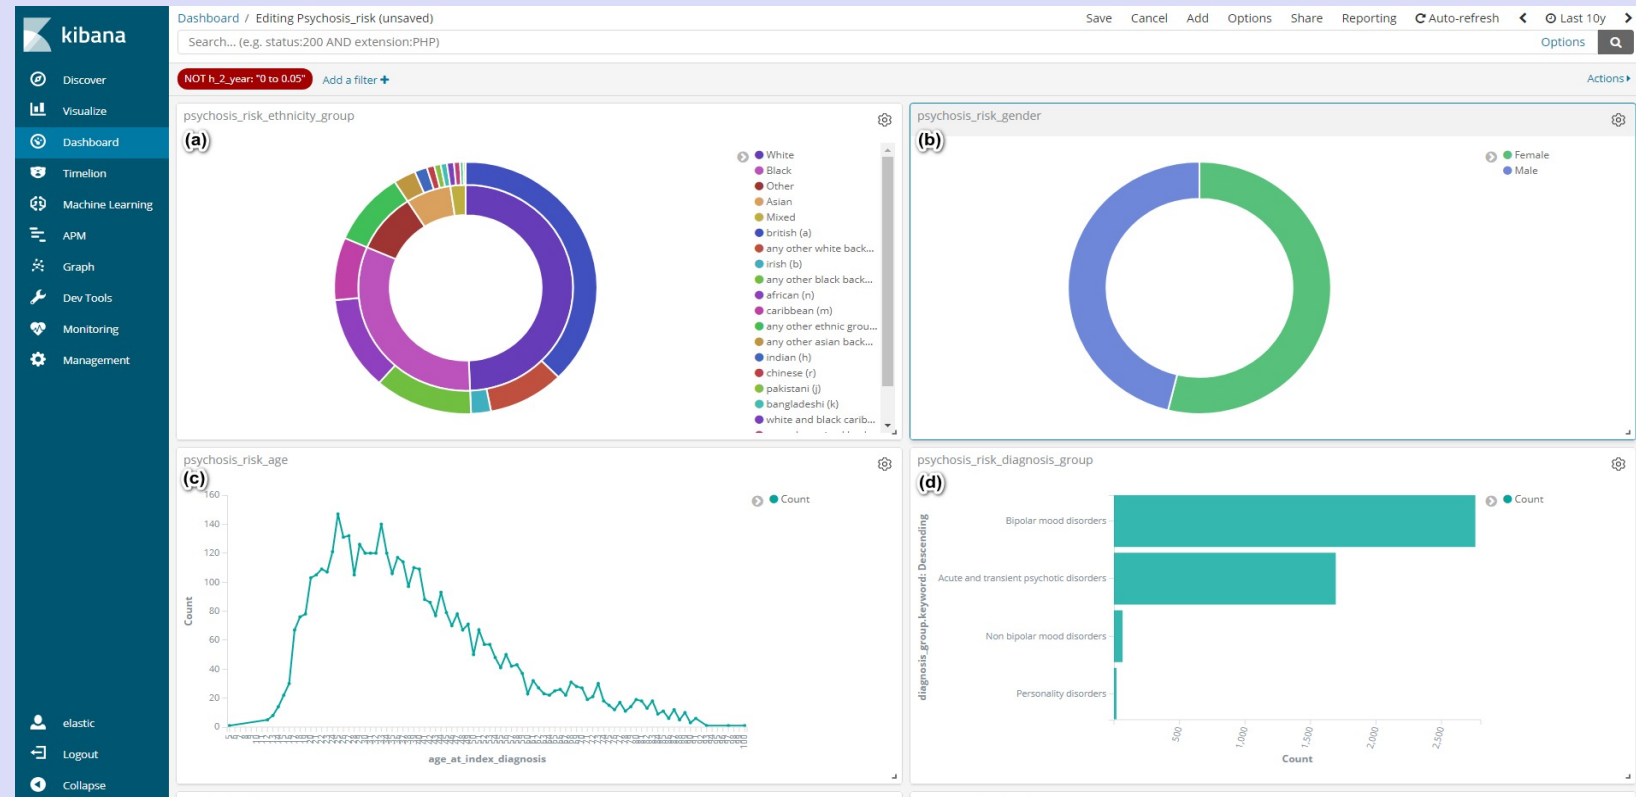 kibana
Discover
Visualize
Dashboard
Timelion
Machine Learning
APM
Graph
Dev Tools
Monitoring
Management
elastic
Logout
Collapse
Dashboard / Editing Psychosis_risk (unsaved)
Save Cancel Add Options Share Reporting Auto-refresh Last 10y
Search... (e.g. status:200 AND extension:PHP)
Options
NOT h_2_year: "0 to 0.05" Add a filter
Actions
psychosis_risk_ethnicity_group
(a)
White
Black
Other
Asian
Mixed
british (a)
any other white back...
irish (b)
any other black back...
african (n)
caribbean (m)
any other ethnic grou...
any other asian back...
indian (h)
chinese (r)
pakistani (j)
bangladeshi (k)
white and black carib...
psychosis_risk_gender
(b)
Female
Male
psychosis_risk_age
(c)
Count
160
140
120
100
80
60
40
20
0
Count
age_at_index_diagnosis
psychosis_risk_diagnosis_group
(d)
Count
diagnosis_group.keyword: Descending
Bipolar mood disorders
Acute and transient psychotic disorders
Non bipolar mood disorders
Personality disorders
500
1,000
1,500
2,000
2,500
Count